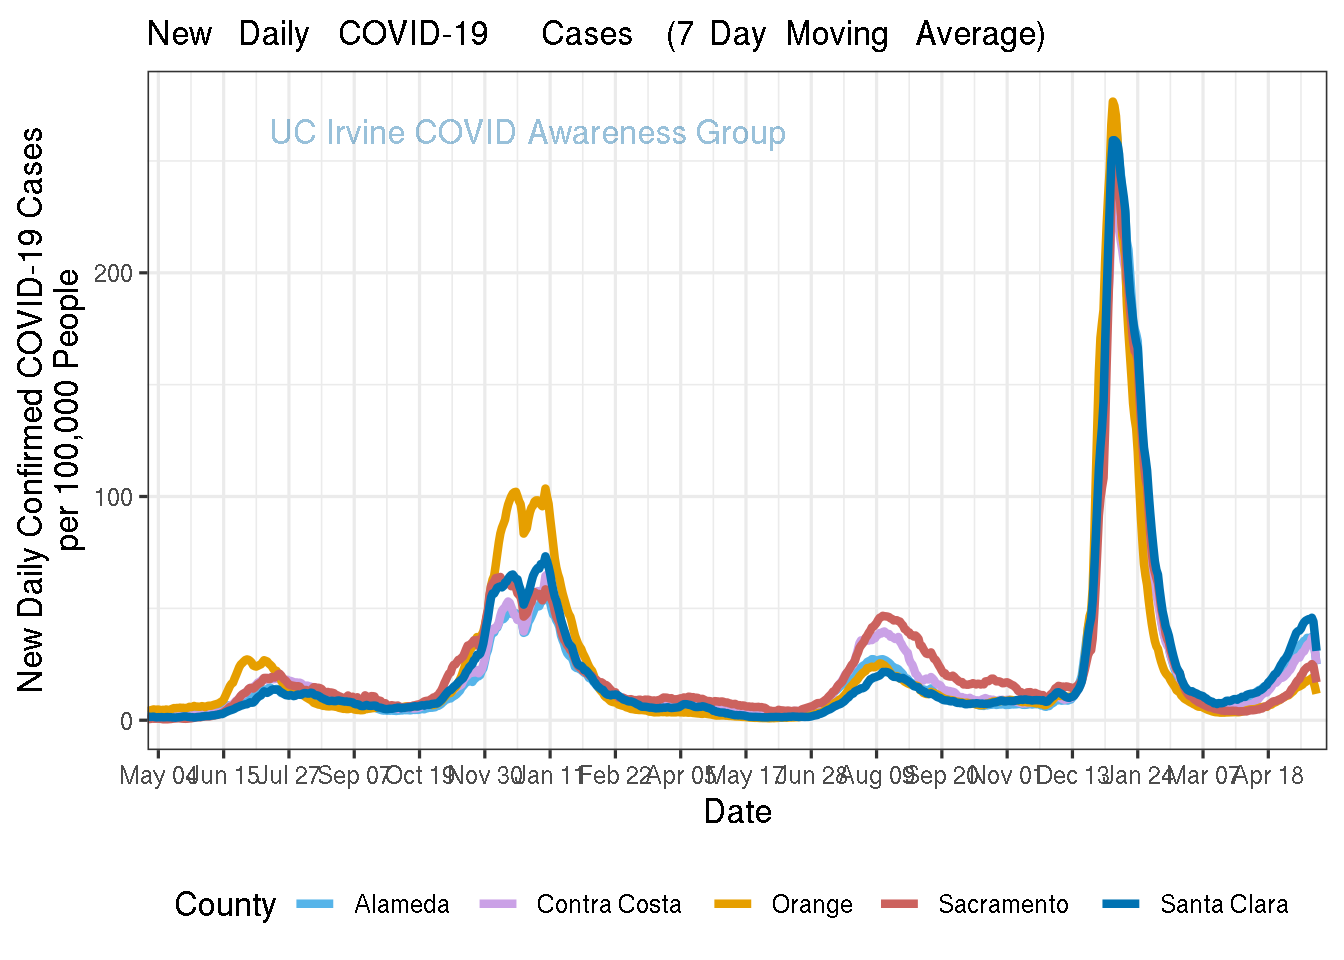 New Daily COVID-19 Cases (7 Day Moving Average)
UC Irvine COVID Awareness Group
New Daily Confirmed COVID-19 Cases
per 100,000 People
200
100
0
May 04 Jun 15 Jul 27 Sep 07 Oct 19 Nov 30 Jan 11 Feb 22 Apr 05 May 17 Jun 28 Aug 09 Sep 20 Nov 01 Dec 13 Jan 24 Mar 07 Apr 18
Date
County Alameda Contra Costa Orange Sacramento Santa Clara